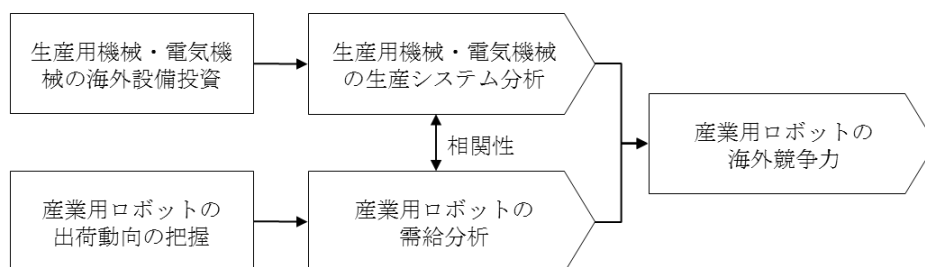 生産用機械・電気機
械の海外設備投資
生産用機械・電気機械
の生産システム分析
相関性
産業用ロボットの
海外競争力
産業用ロボットの
出荷動向の把握
産業用ロボットの
需給分析